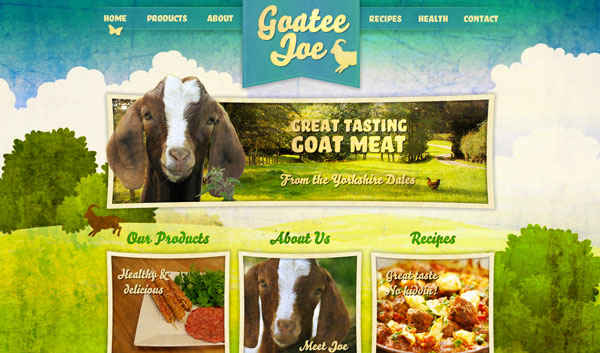 HOME PRODUCTS ABOUT
Goatee
Joe
RECIPES HEALTH CONTACT
GREAT TASTING
GOAT MEAT
From the Yorkshire Dales
Our Products
About Us
Recipes
Healthy &
delicious
Meet Joe
Great taste
No kiddin'!